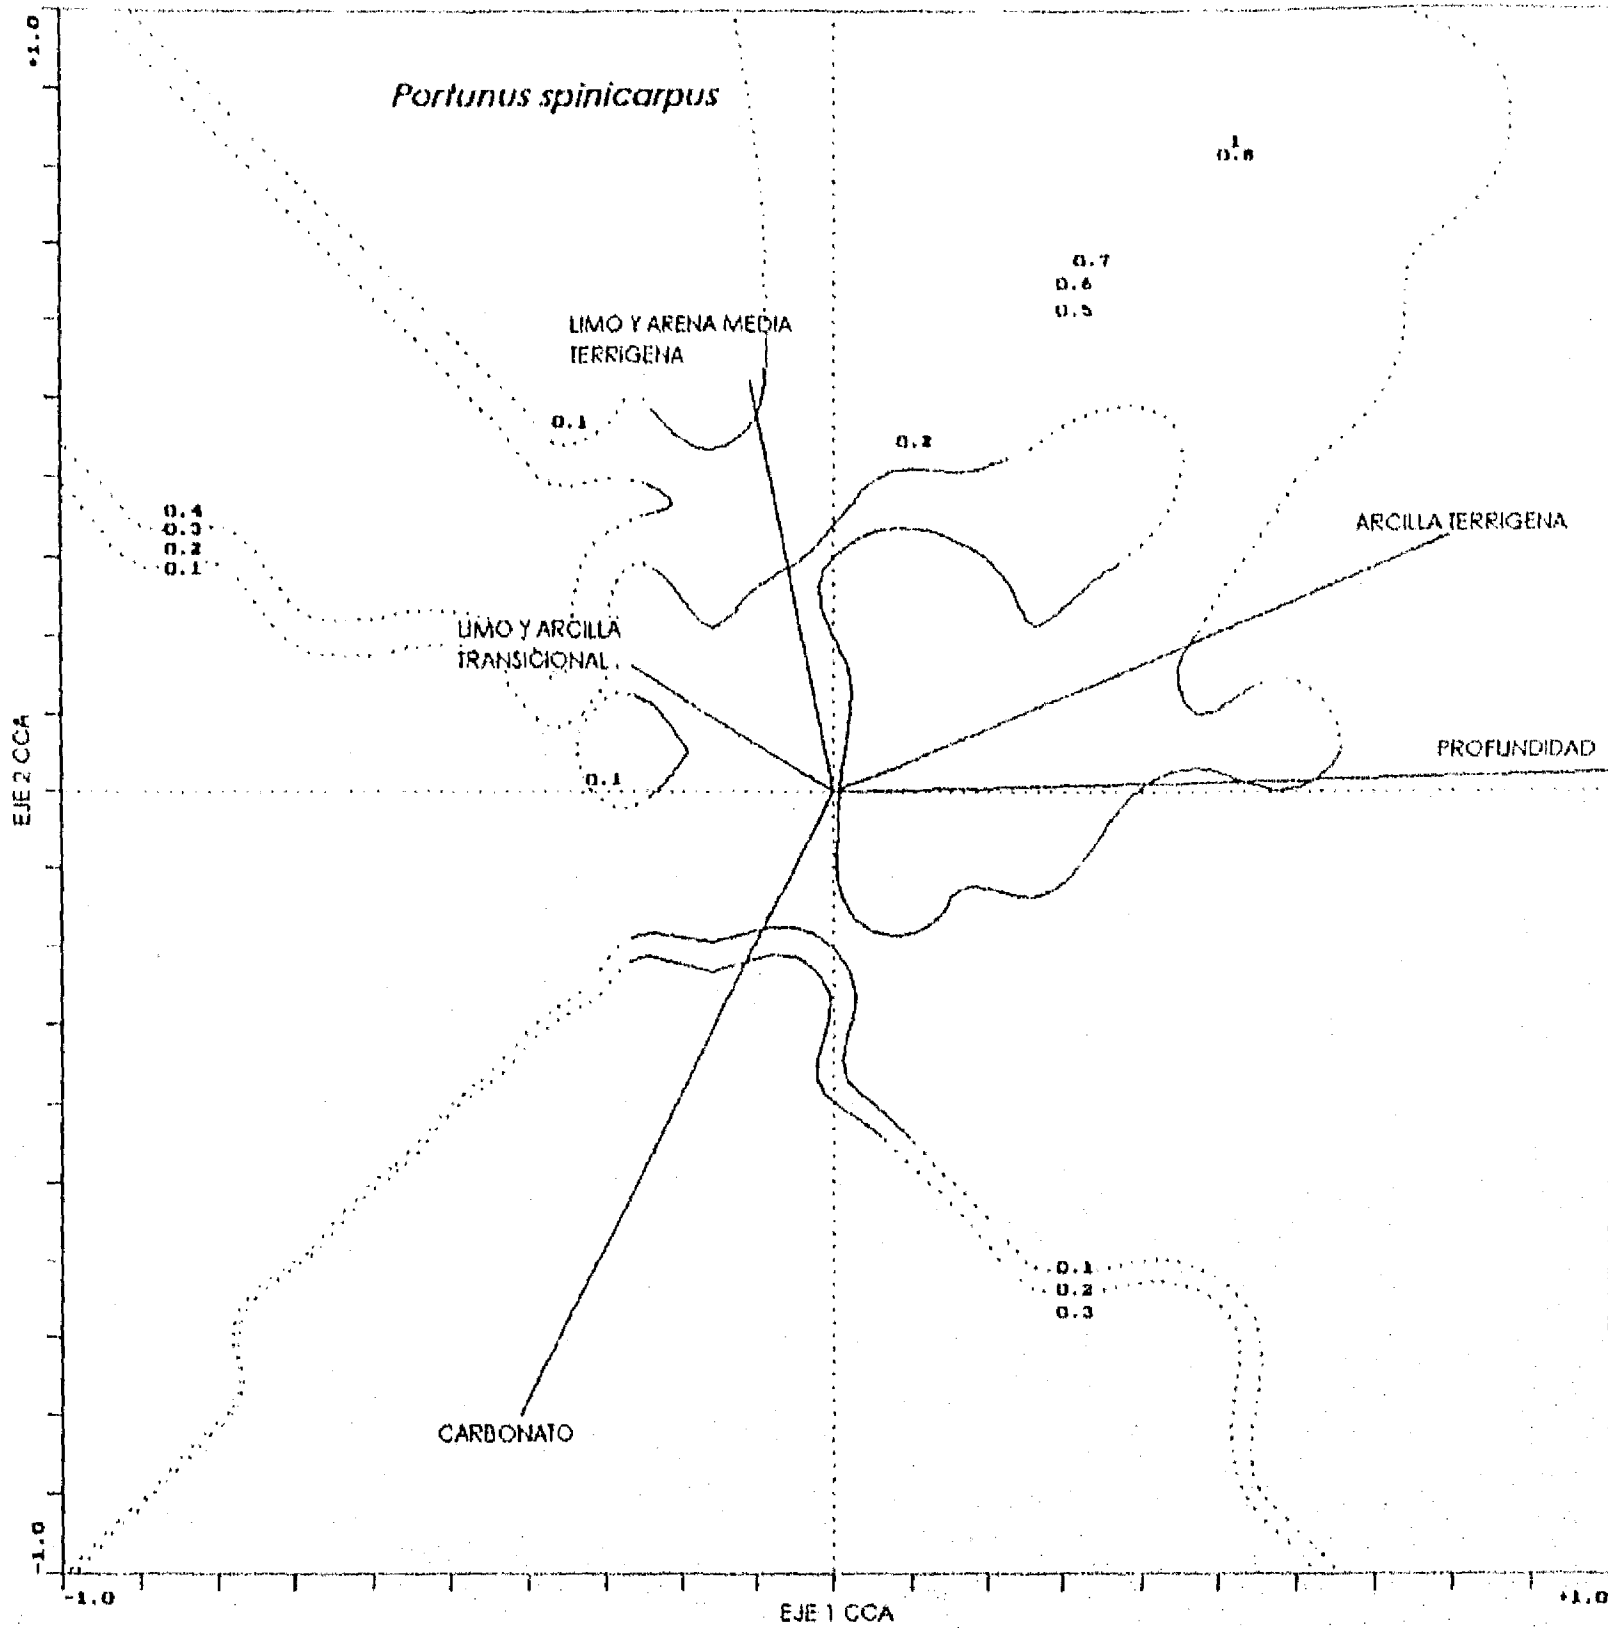 +1.0
Portunus spinicarpus
1
0.8
0.7
0.6
0.5
LIMO Y ARENA MEDIA
TERRIGENA
0.1
0.2
0.4
0.3
0.2
0.1
ARCILLA TERRIGENA
LIMO Y ARCILLA
TRANSICIONAL
EJE 2 CCA
PROFUNDIDAD
0.1
0.1
0.2
0.3
CARBONATO
-1.0
-1.0
EJE 1 CCA
+1.0